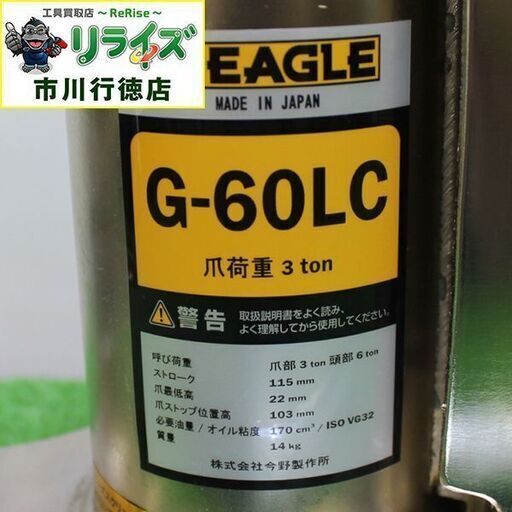 工具買取店 ～ReRise～
リライズ
市川行徳店
EAGLE
MADE IN JAPAN
G-60LC
爪荷重 3 ton
警告 取扱説明書をよく読み、
よく理解してから使用してください。
呼び荷重 爪部 3 ton 頭部 6 ton
ストローク 115 mm
爪最低高 22 mm
爪ストップ位置高 103 mm
必要油量 / オイル粘度 170 cm³ / ISO VG32
質量 14 kg
株式会社今野製作所